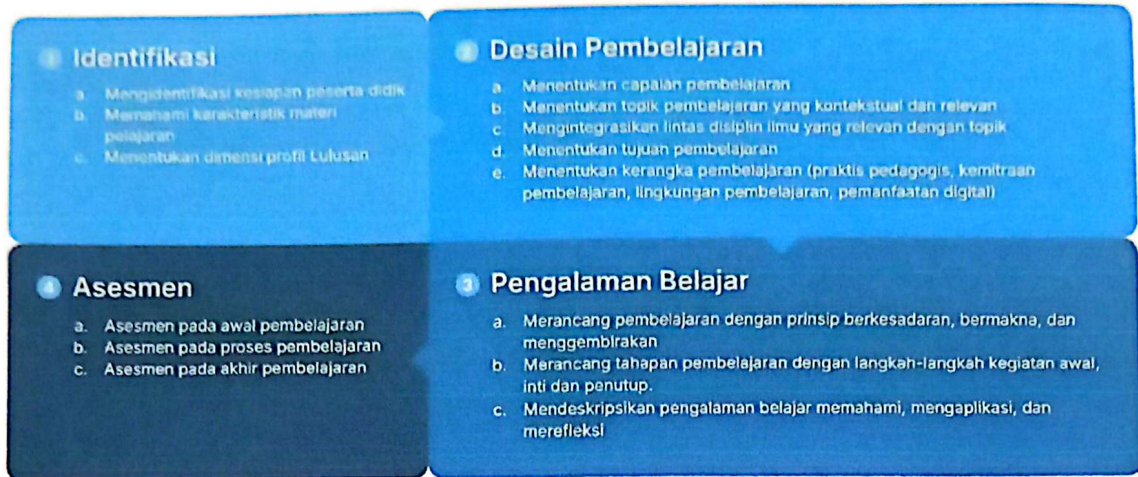 1 Identifikasi
a. Mengidentifikasi kesiapan peserta didik
b. Memahami karakteristik materi
pelajaran
c. Menentukan dimensi profil Lulusan
2 Desain Pembelajaran
a. Menentukan capaian pembelajaran
b. Menentukan topik pembelajaran yang kontekstual dan relevan
c. Mengintegrasikan lintas disiplin ilmu yang relevan dengan topik
d. Menentukan tujuan pembelajaran
e. Menentukan kerangka pembelajaran (praktis pedagogis, kemitraan
pembelajaran, lingkungan pembelajaran, pemanfaatan digital)
3 Pengalaman Belajar
a. Merancang pembelajaran dengan prinsip berkesadaran, bermakna, dan
menggembirakan
b. Merancang tahapan pembelajaran dengan langkah-langkah kegiatan awal,
inti dan penutup.
c. Mendeskripsikan pengalaman belajar memahami, mengaplikasi, dan
merefleksi
4 Asesmen
a. Asesmen pada awal pembelajaran
b. Asesmen pada proses pembelajaran
c. Asesmen pada akhir pembelajaran